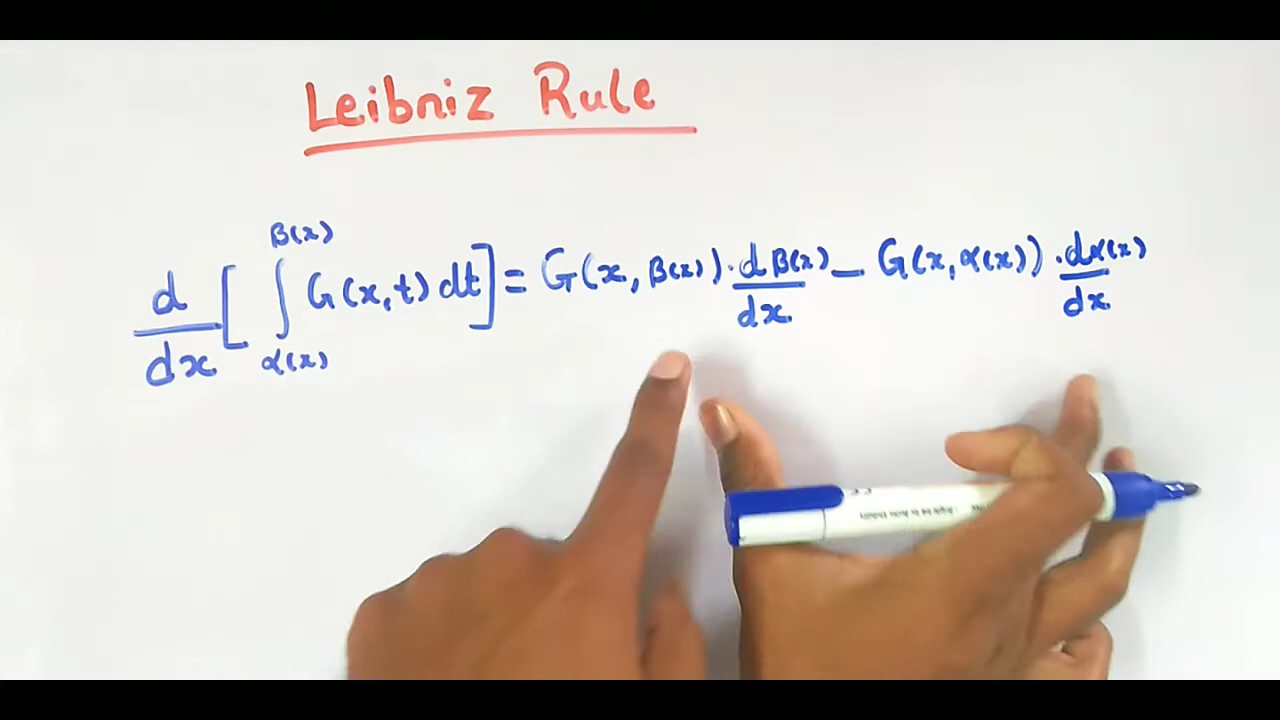 Leibniz Rule
d/dx [ ∫_{α(x)}^{β(x)} G(x,t) dt ] = G(x, β(x)) · dβ(x)/dx − G(x, α(x)) · dα(x)/dx